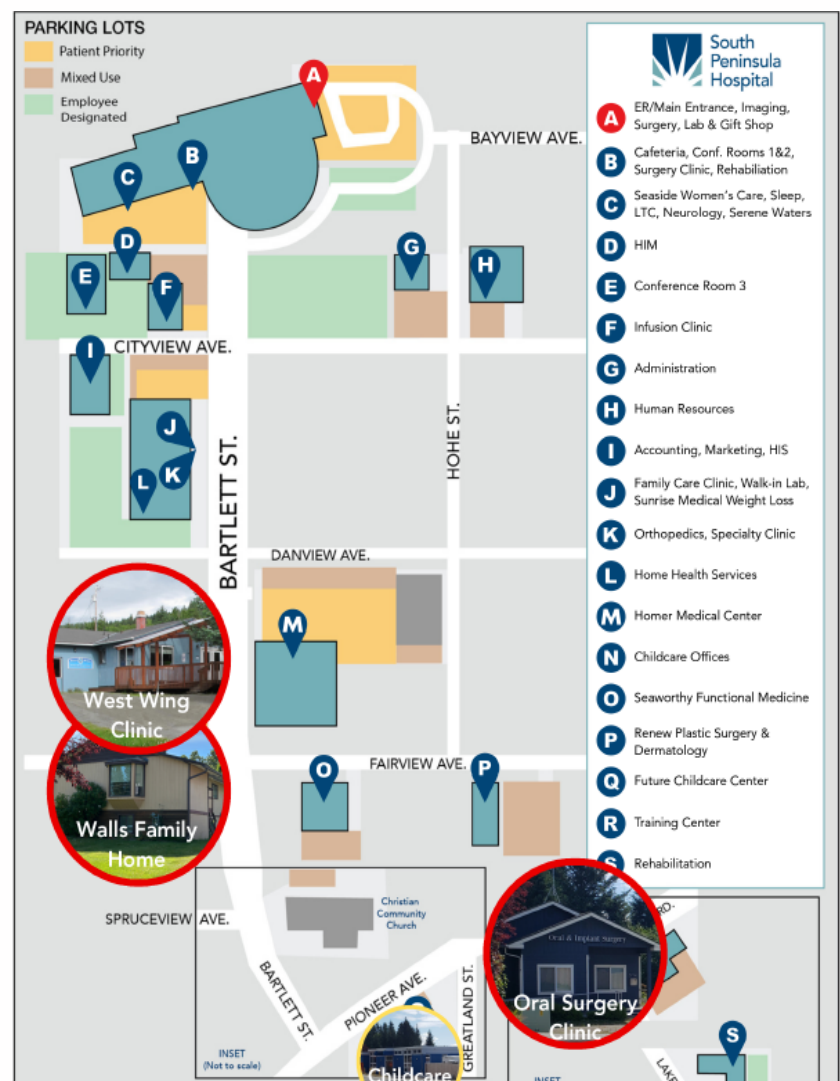 PARKING LOTS
Patient Priority
Mixed Use
Employee
Designated
A
B
C
D
E
F
G
H
I
J
K
L
M
O
P
S
BAYVIEW AVE.
CITYVIEW AVE.
BARTLETT ST.
HOHE ST.
DANVIEW AVE.
FAIRVIEW AVE.
SPRUCEVIEW AVE.
BARTLETT ST.
PIONEER AVE.
GREATLAND ST.
Christian
Community
Church
INSET
(Not to scale)
RD.
INSET
West Wing
Clinic
Walls Family
Home
Oral & Implant Surgery
Oral Surgery
Clinic
Childcare
South
Peninsula
Hospital
A ER/Main Entrance, Imaging,
Surgery, Lab & Gift Shop
B Cafeteria, Conf. Rooms 1&2,
Surgery Clinic, Rehabiliation
C Seaside Women's Care, Sleep,
LTC, Neurology, Serene Waters
D HIM
E Conference Room 3
F Infusion Clinic
G Administration
H Human Resources
I Accounting, Marketing, HIS
J Family Care Clinic, Walk-in Lab,
Sunrise Medical Weight Loss
K Orthopedics, Specialty Clinic
L Home Health Services
M Homer Medical Center
N Childcare Offices
O Seaworthy Functional Medicine
P Renew Plastic Surgery &
Dermatology
Q Future Childcare Center
R Training Center
S Rehabilitation